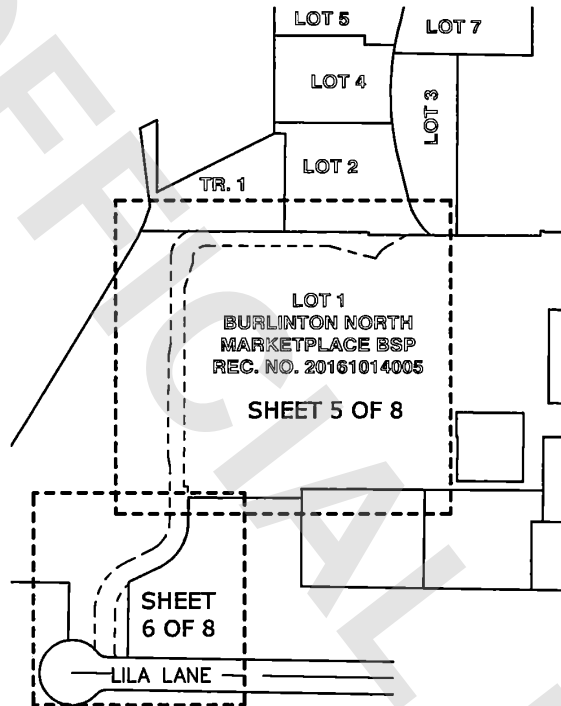 LOT 5
LOT 7
LOT 4
LOT 3
LOT 2
TR. 1
LOT 1
BURLINTON NORTH
MARKETPLACE BSP
REC. NO. 20161014005
SHEET 5 OF 8
SHEET
6 OF 8
LILA LANE